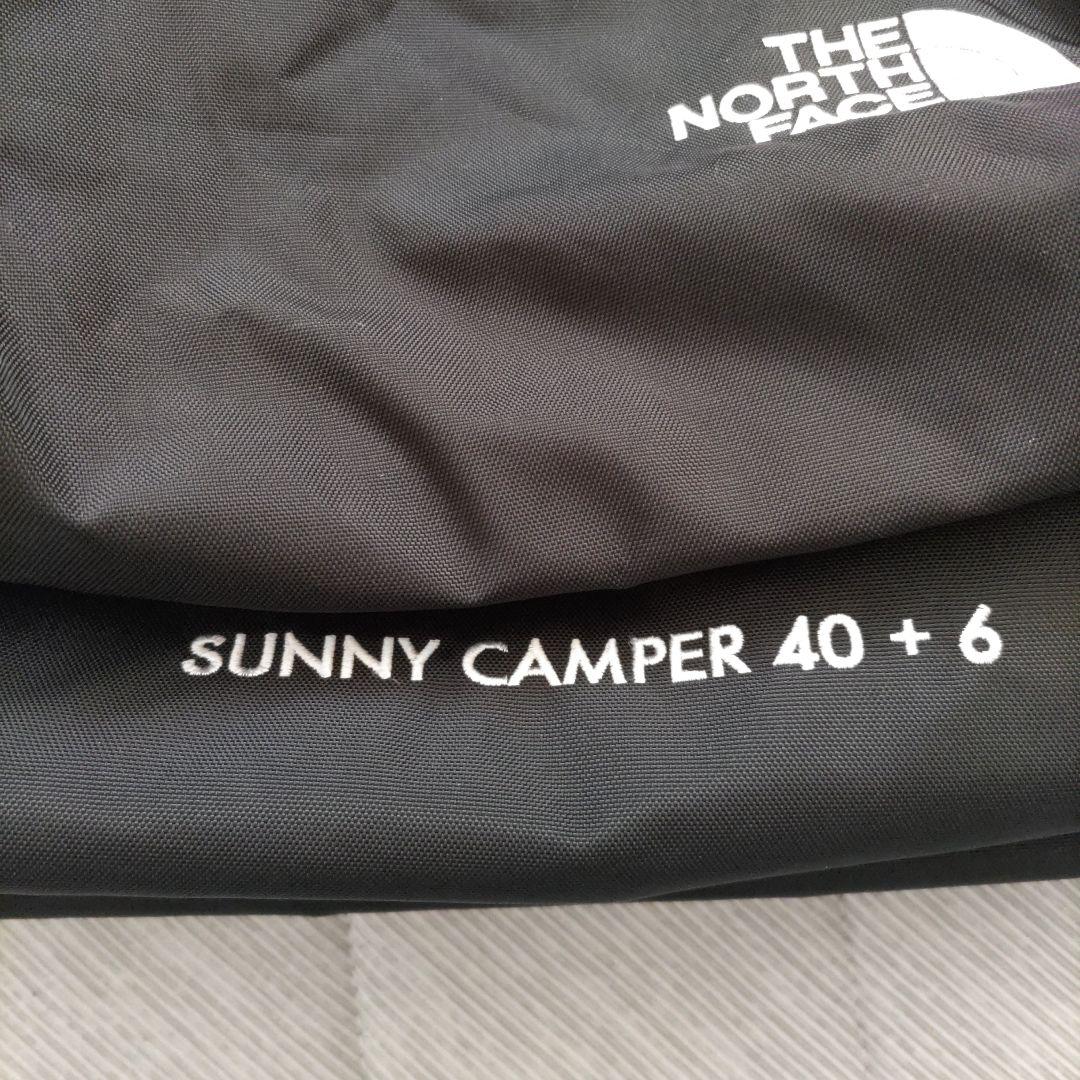 THE
NORTH
FACE
SUNNY CAMPER 40 + 6